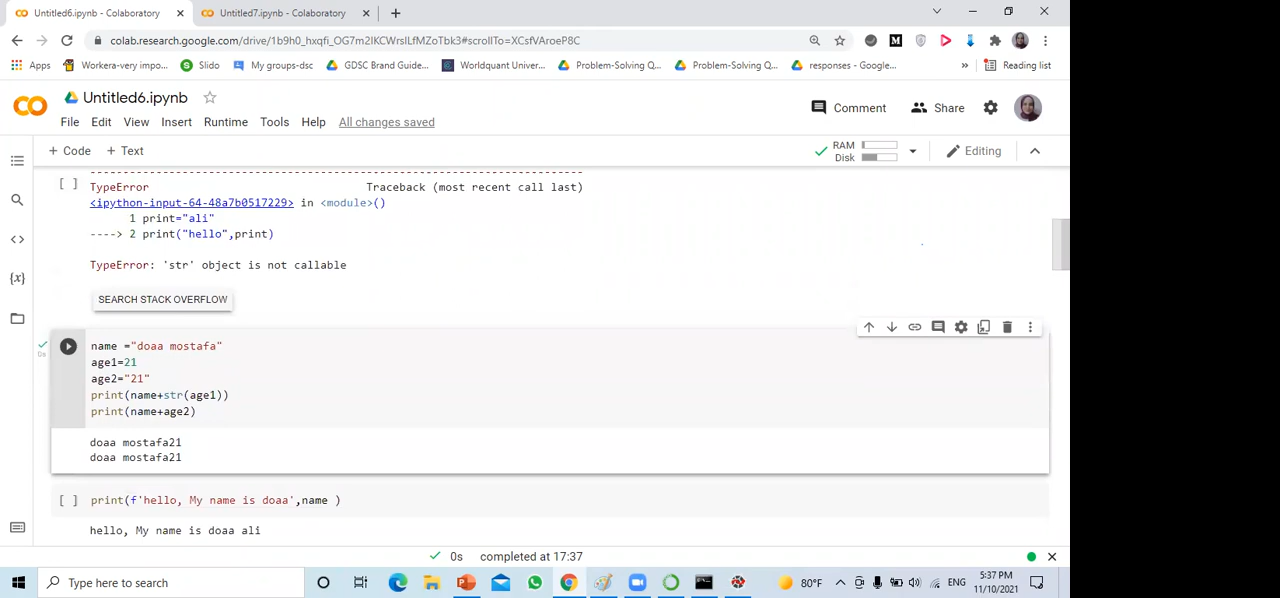 Untitled6.ipynb - Colaboratory
Untitled7.ipynb - Colaboratory
colab.research.google.com/drive/1b9h0_hxqfi_OG7m2IKCWrsILfMZoTbk3#scrollTo=XCsfVAroeP8C
Apps
Workera-very impo...
Slido
My groups-dsc
GDSC Brand Guide...
Worldquant Univer...
Problem-Solving Q...
Problem-Solving Q...
responses - Google...
»
Reading list
Untitled6.ipynb
Comment
Share
File Edit View Insert Runtime Tools Help All changes saved
+ Code + Text
RAM
Disk
Editing
[ ]
---------------------------------------------------------------------------
TypeError Traceback (most recent call last)
<ipython-input-64-48a7b0517229> in <module>()
1 print="ali"
----> 2 print("hello",print)
TypeError: 'str' object is not callable
SEARCH STACK OVERFLOW
0s
name ="doaa mostafa"
age1=21
age2="21"
print(name+str(age1))
print(name+age2)
doaa mostafa21
doaa mostafa21
[ ] print(f'hello, My name is doaa',name )
hello, My name is doaa ali
0s completed at 17:37
Type here to search
80°F
ENG
5:37 PM
11/10/2021